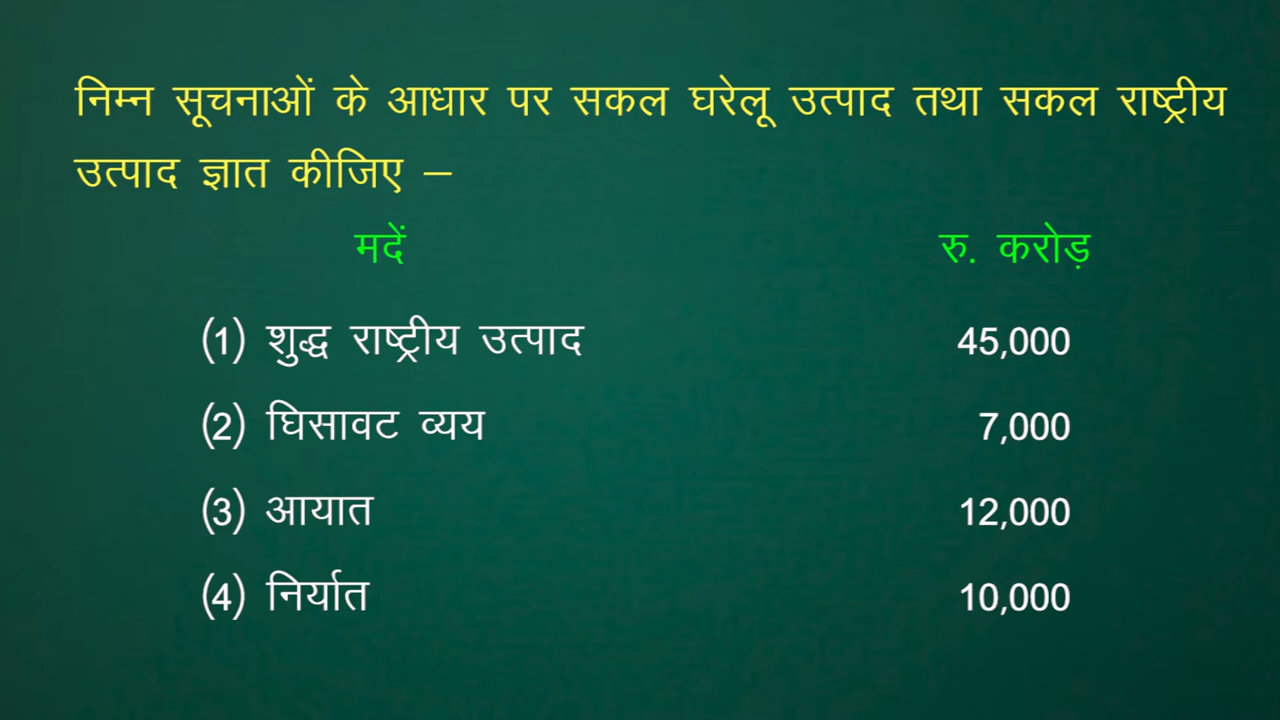 निम्न सूचनाओं के आधार पर सकल घरेलू उत्पाद तथा सकल राष्ट्रीय
उत्पाद ज्ञात कीजिए –
मदें रु. करोड़
(1) शुद्ध राष्ट्रीय उत्पाद 45,000
(2) घिसावट व्यय 7,000
(3) आयात 12,000
(4) निर्यात 10,000